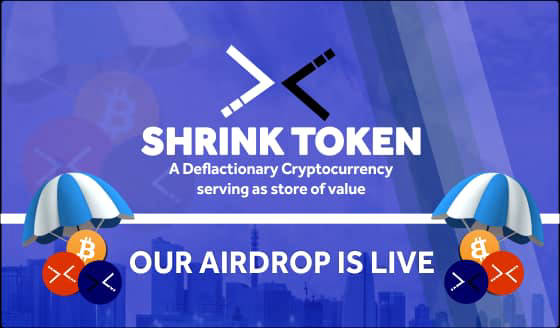 SHRINK TOKEN
A Deflactionary Cryptocurrency
serving as store of value
OUR AIRDROP IS LIVE